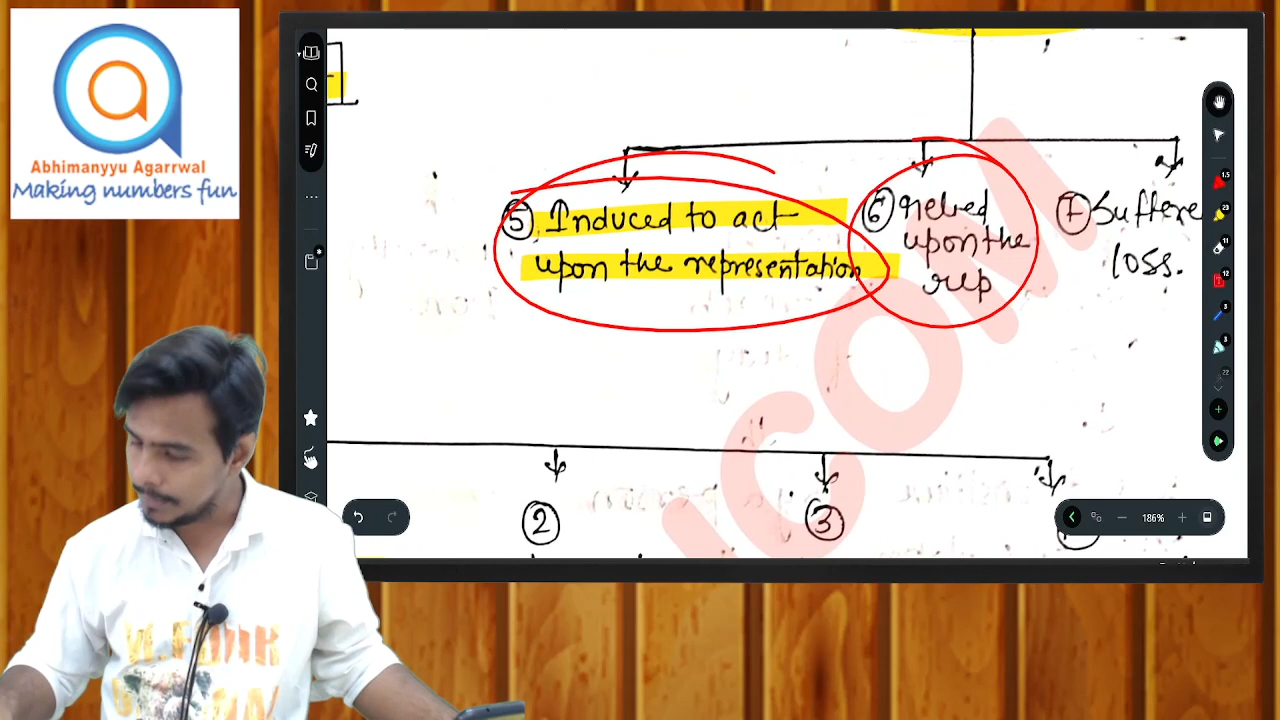 Abhimanyyu Agarrwal
Making numbers fun
⑤ Induced to act
upon the representation
⑥ relied
upon the
rep
⑦ Suffere
loss.
②
③
ICOM
186%